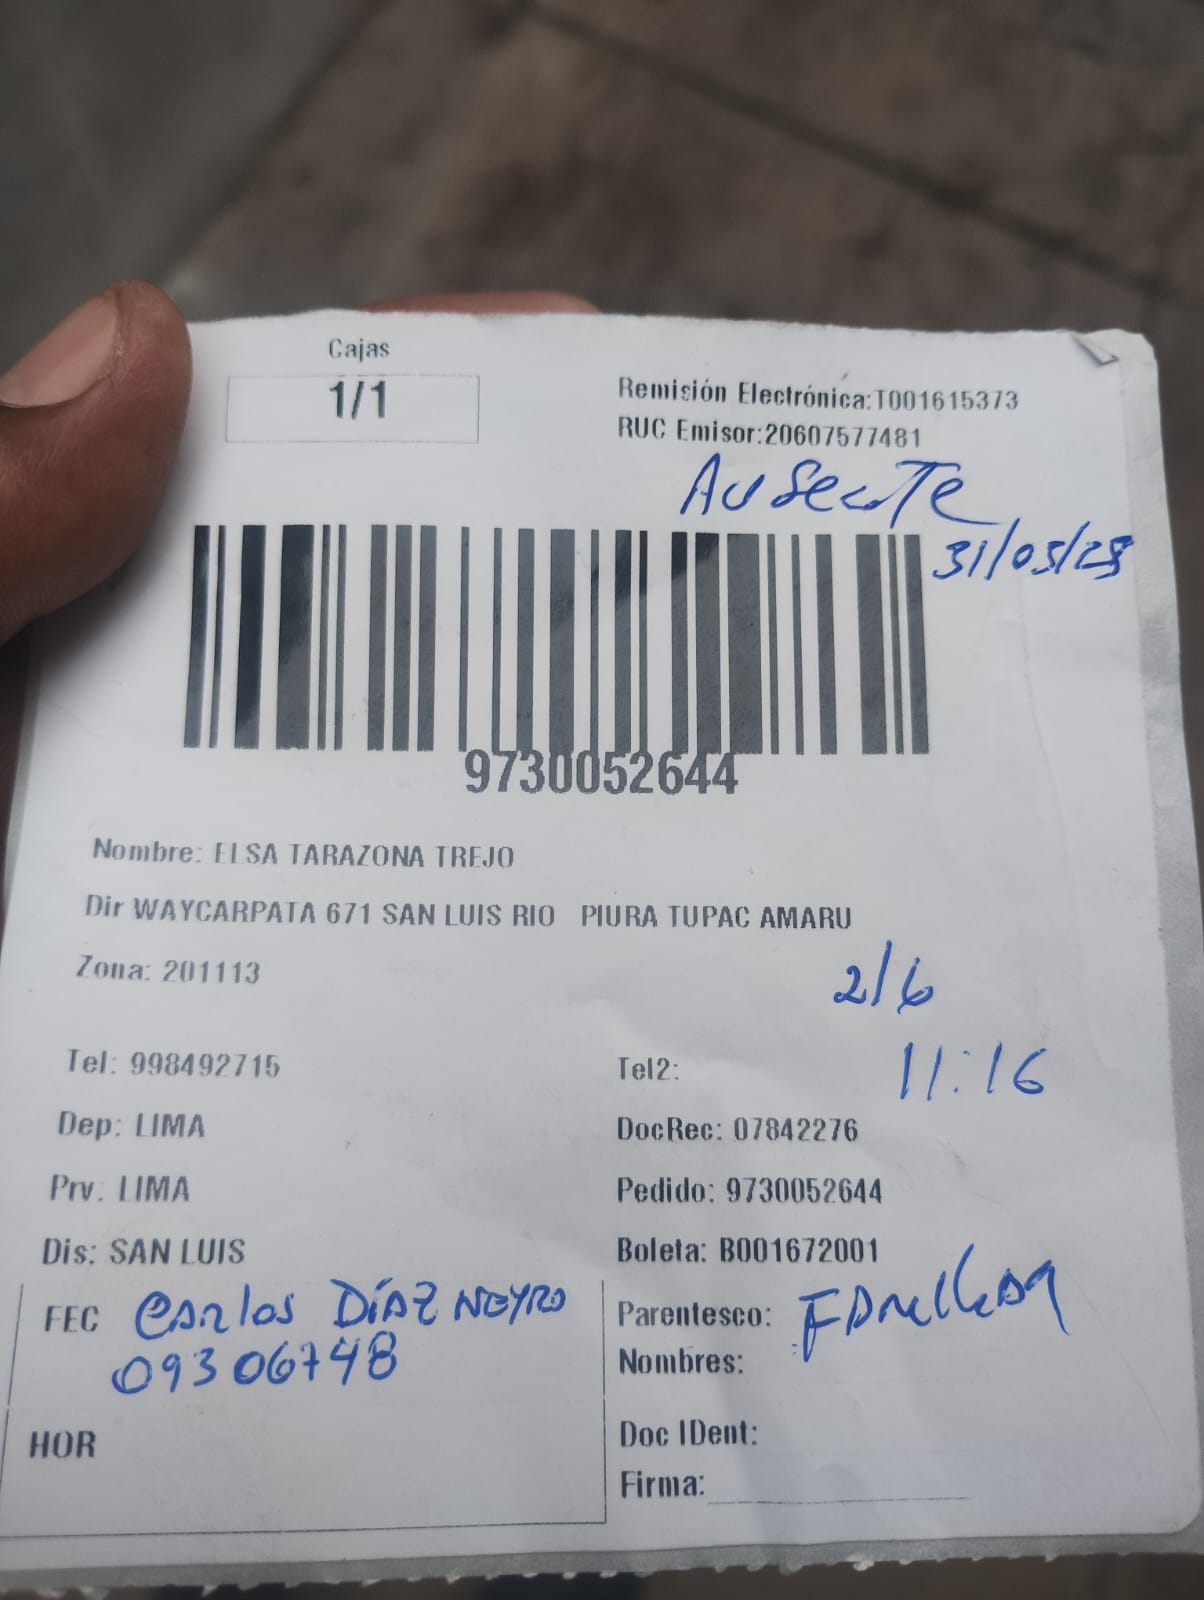 Cajas
1/1
Remisión Electrónica:T001615373
RUC Emisor:20607577481
Ausente
31/05/25
9730052644
Nombre: ELSA TARAZONA TREJO
Dir WAYCARPATA 671 SAN LUIS RIO PIURA TUPAC AMARU
Zona: 201113
2/6
11:16
Tel: 998492715
Tel2:
Dep: LIMA
DocRec: 07842276
Prv: LIMA
Pedido: 9730052644
Dis: SAN LUIS
Boleta: B001672001
FEC Carlos Díaz Neyro
09306748
Parentesco:
Nombres:
HOR
Doc IDent:
Firma: